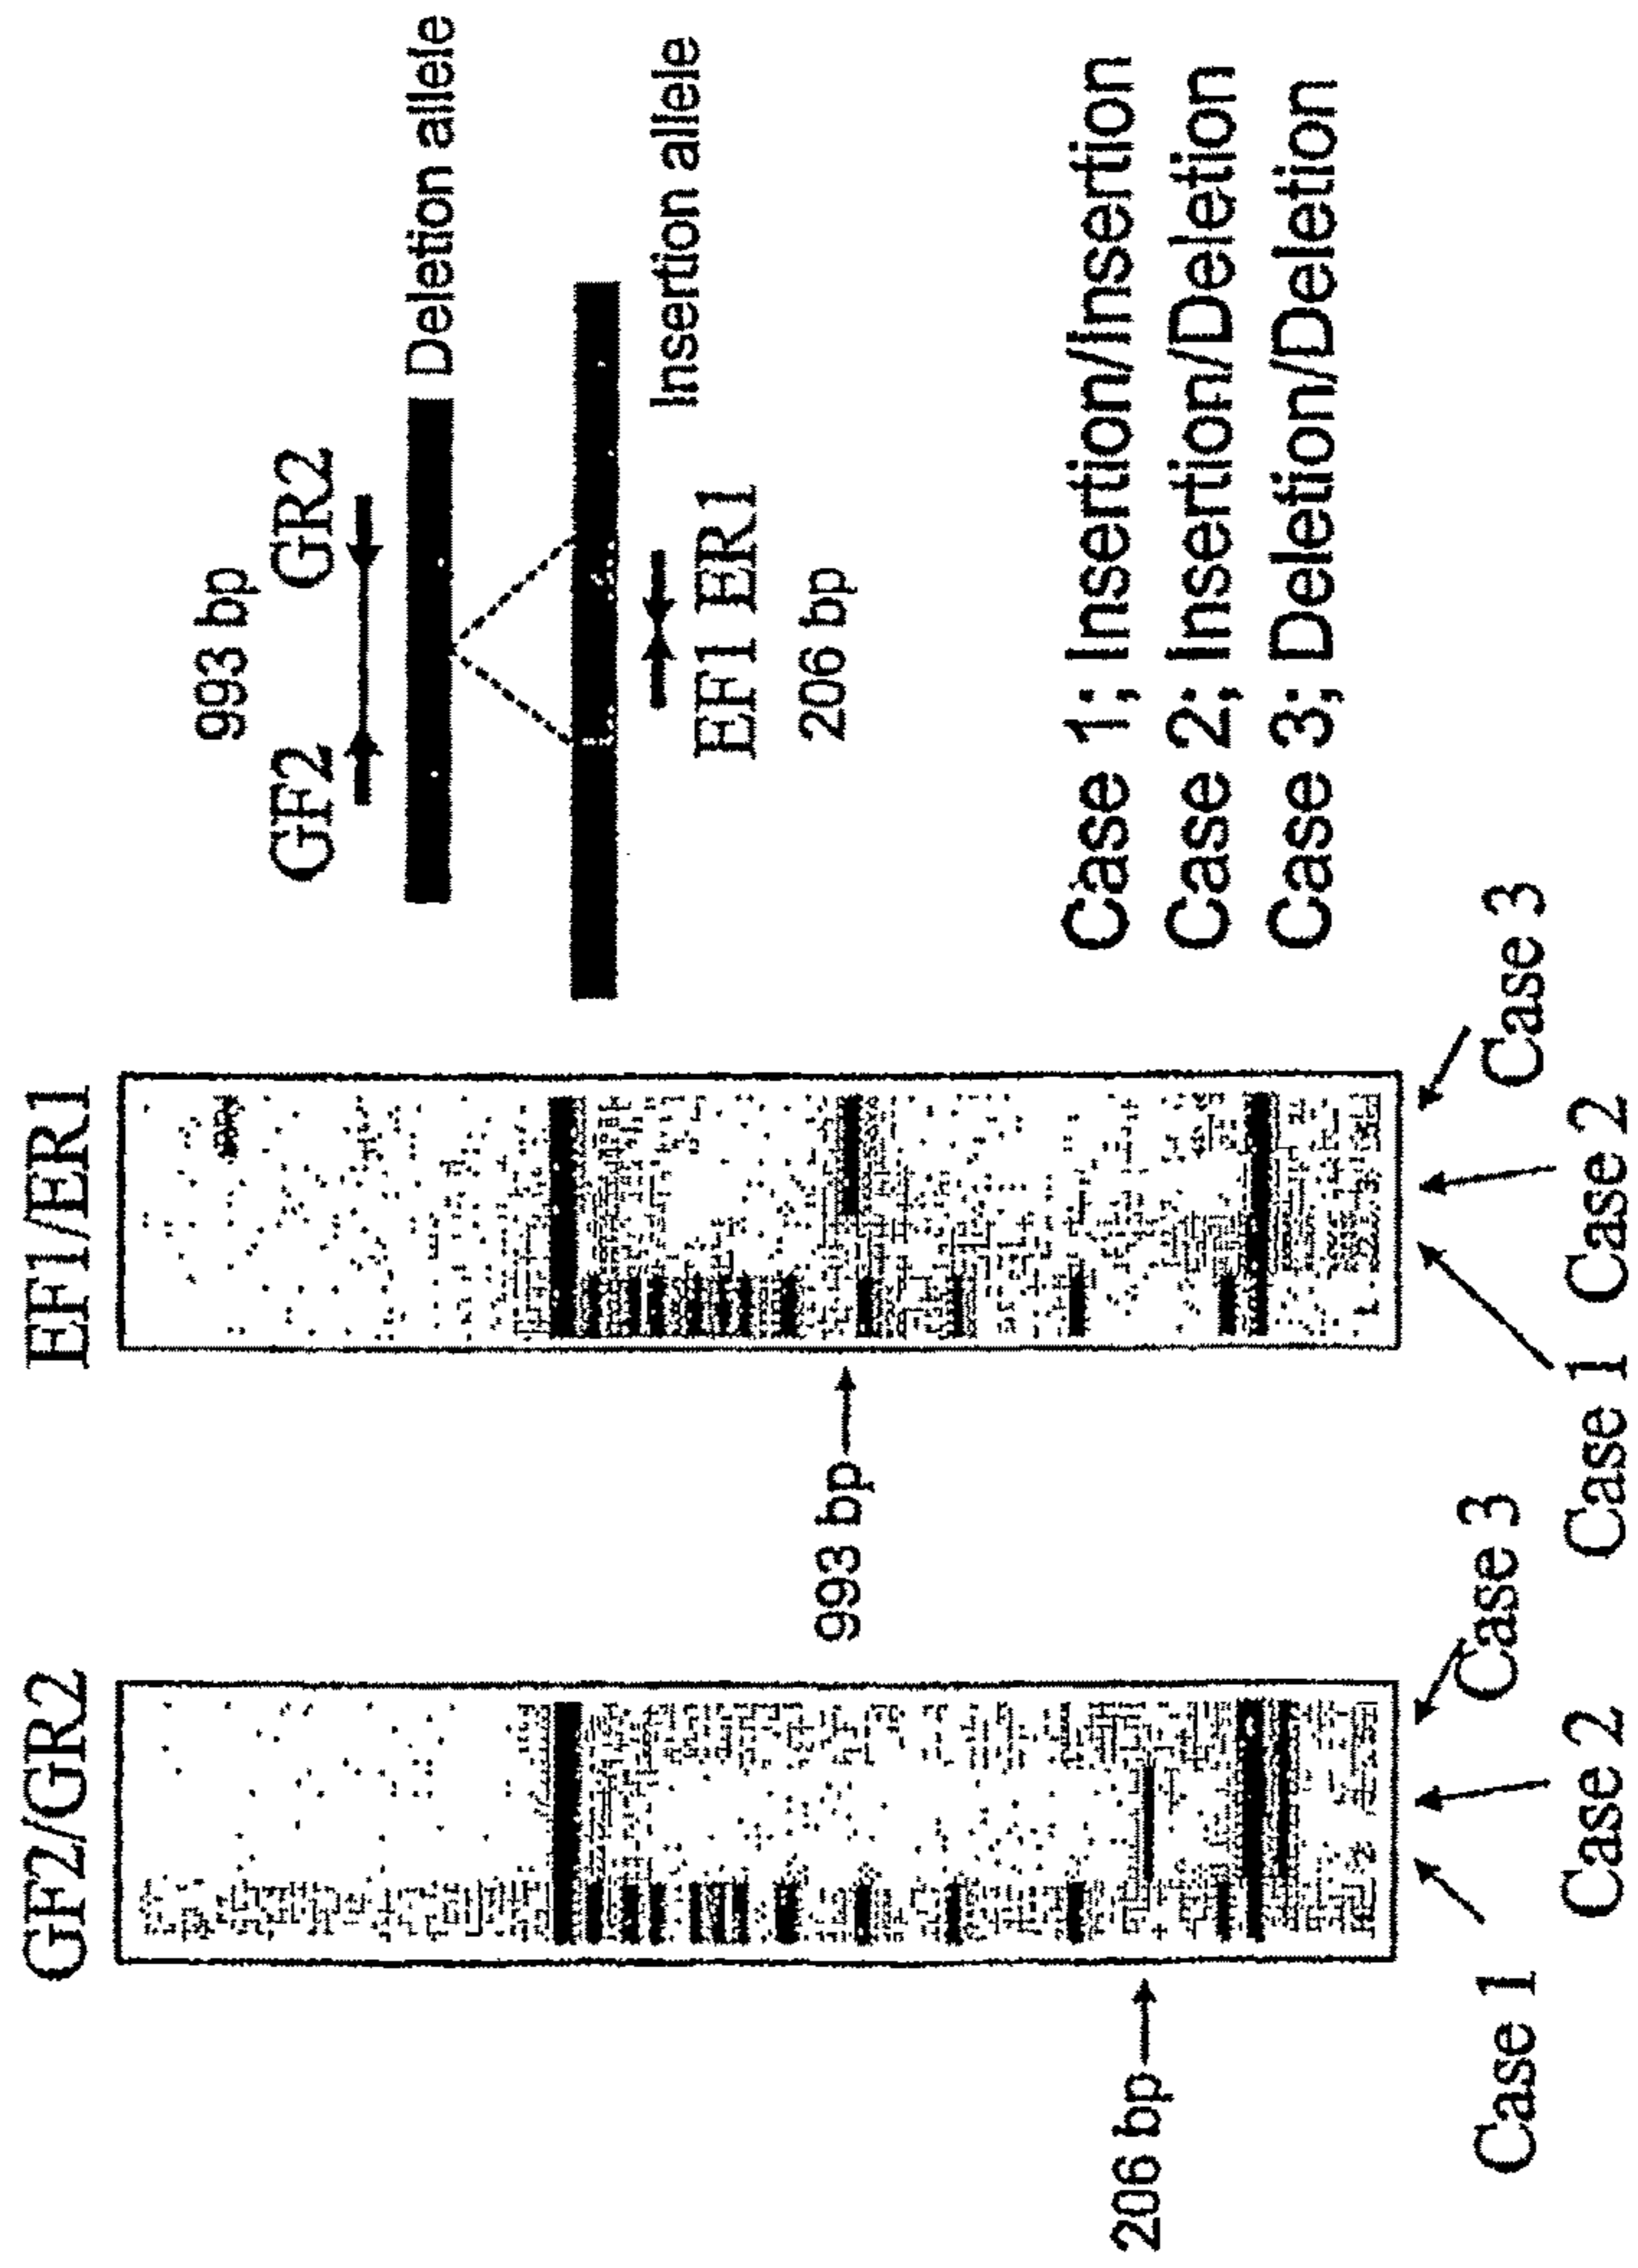 GF2/GR2
206 bp
Case 1
Case 2
Case 3
EF1/ER1
993 bp
Case 1
Case 2
Case 3
993 bp
GF2 GR2
Deletion allele
Insertion allele
EF1 ER1
206 bp
Case 1; Insertion/Insertion
Case 2; Insertion/Deletion
Case 3; Deletion/Deletion